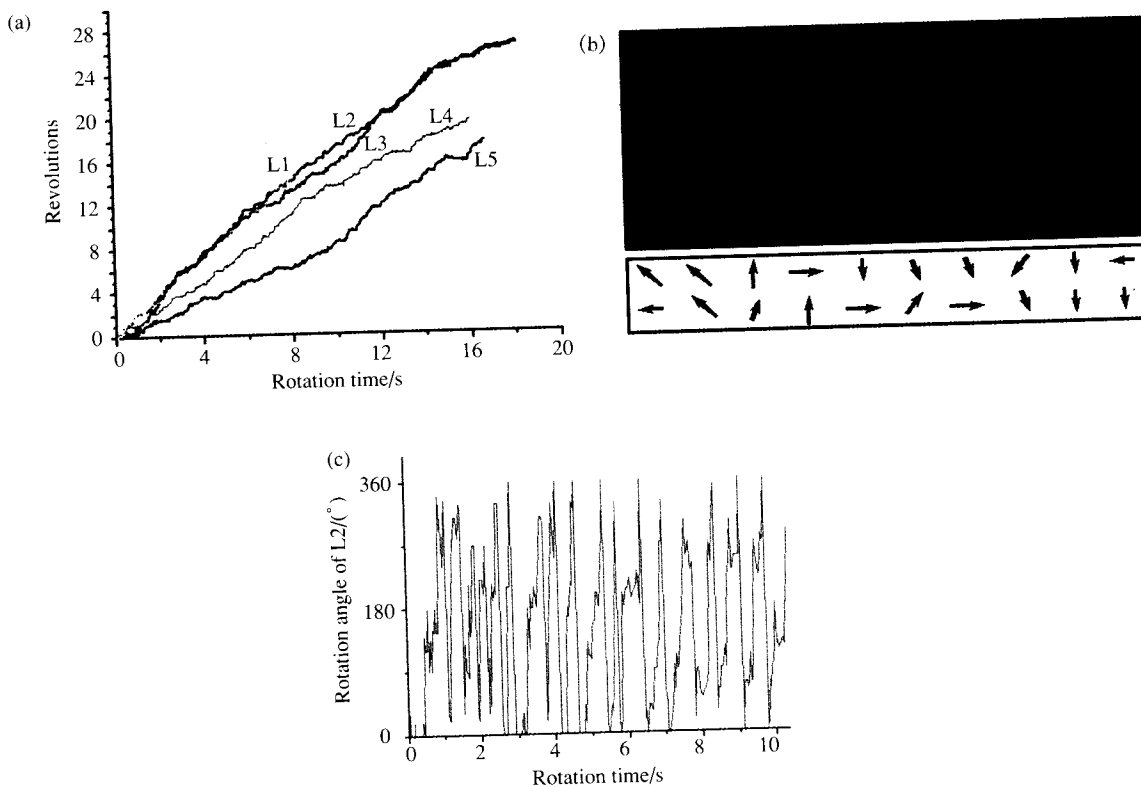 (a)
28
24
20
16
12
8
4
0
Revolutions
L1
L2
L3
L4
L5
0 4 8 12 16 20
Rotation time/s
(b)
(c)
360
180
0
Rotation angle of L2/(°)
0 2 4 6 8 10
Rotation time/s